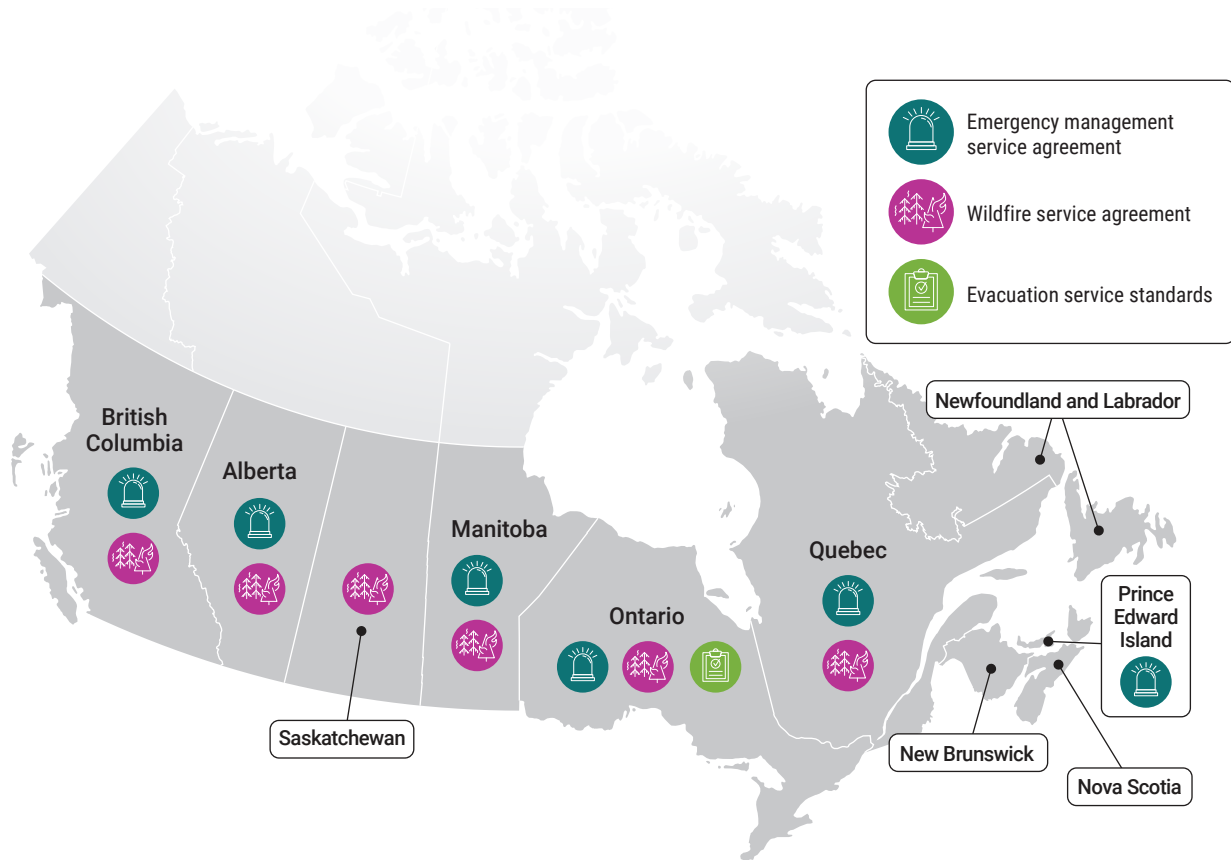 Emergency management
service agreement
Wildfire service agreement
Evacuation service standards
Newfoundland and Labrador
British
Columbia
Alberta
Manitoba
Quebec
Ontario
Prince
Edward
Island
Saskatchewan
New Brunswick
Nova Scotia